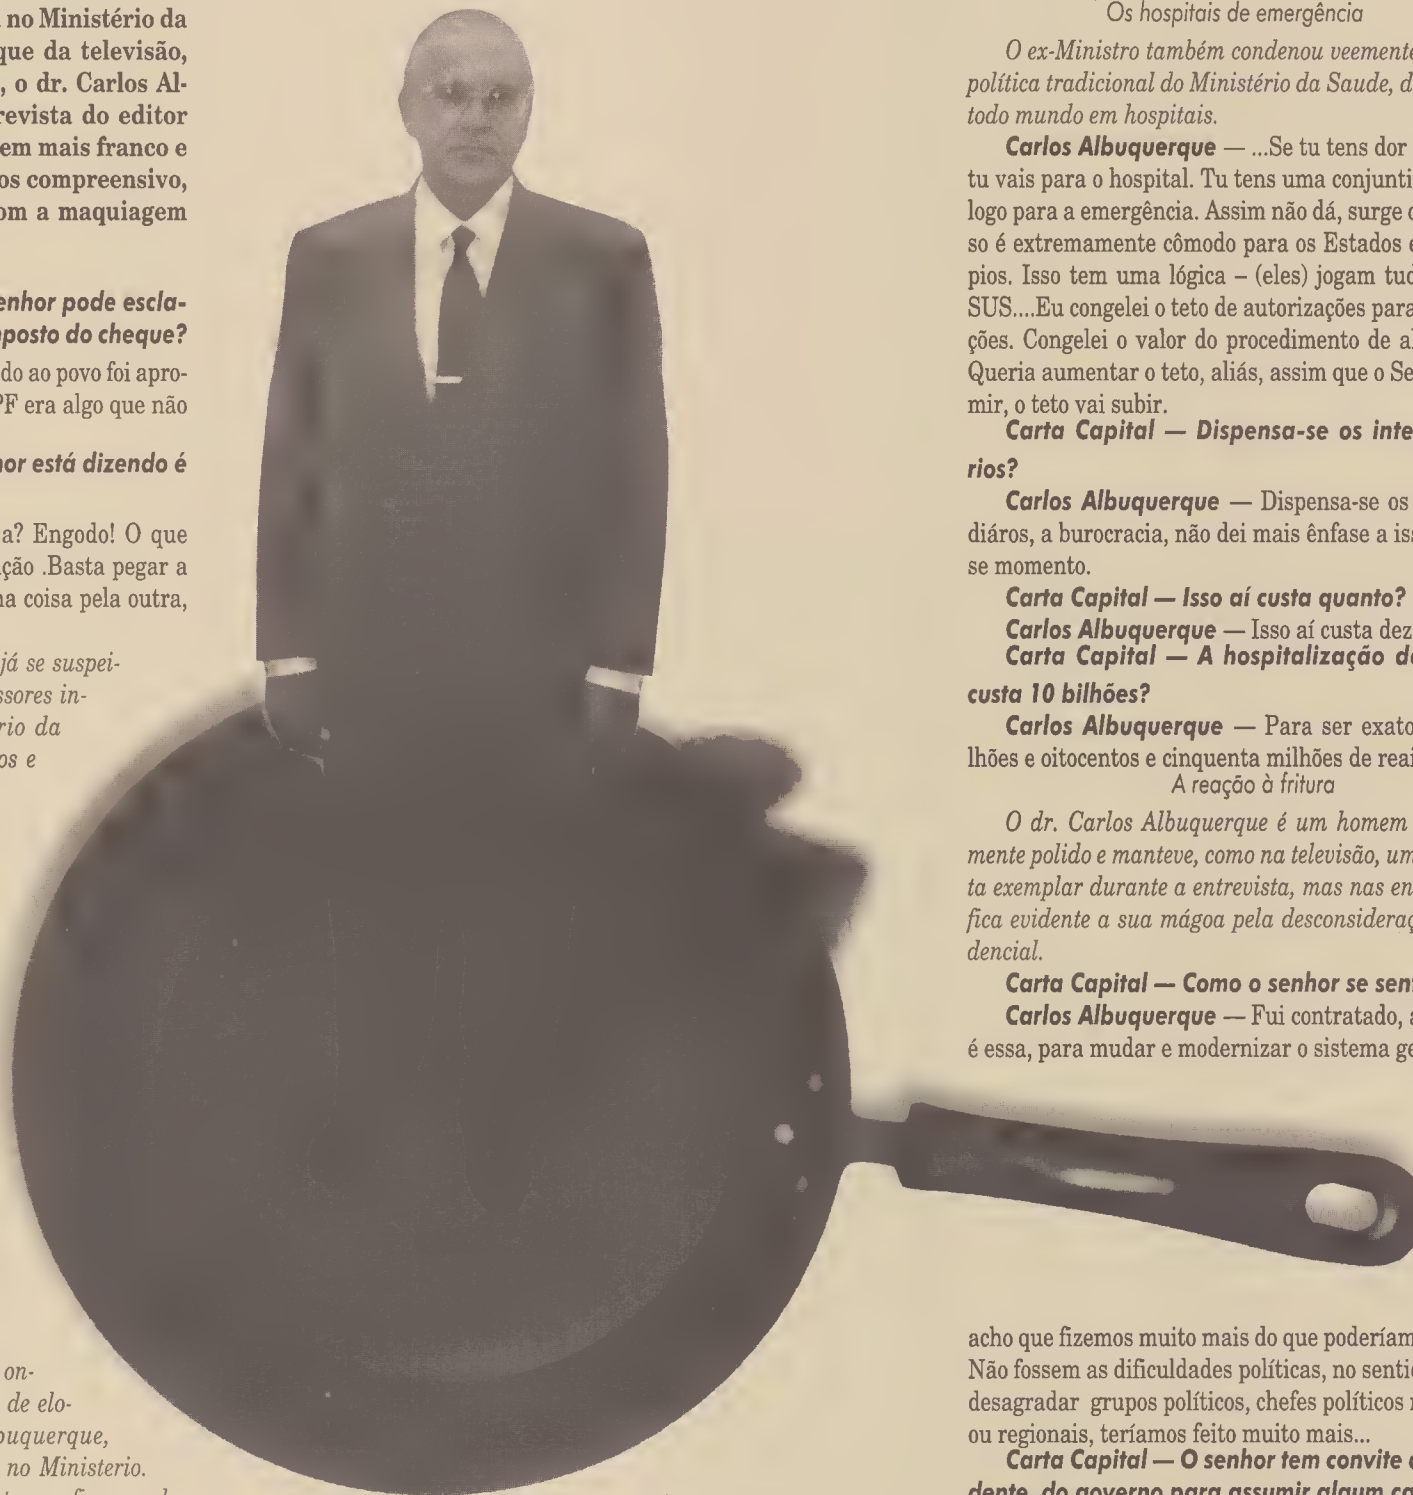 no Ministério da
que da televisão,
, o dr. Carlos Al-
revista do editor
em mais franco e
os compreensivo,
om a maquiagem
enhor pode escla-
posto do cheque?
do ao povo foi apro-
PF era algo que não
or está dizendo é
a? Engodo! O que
ção .Basta pegar a
a coisa pela outra,
já se suspei-
ssores in-
rio da
os e
on-
de elo-
buquerque,
no Ministerio.
Os hospitais de emergência
O ex-Ministro também condenou veemente
política tradicional do Ministério da Saude, d
todo mundo em hospitais.
Carlos Albuquerque — ...Se tu tens dor
tu vais para o hospital. Tu tens uma conjunti
logo para a emergência. Assim não dá, surge
so é extremamente cômodo para os Estados e
pios. Isso tem uma lógica – (eles) jogam tud
SUS....Eu congelei o teto de autorizações para
ções. Congelei o valor do procedimento de al
Queria aumentar o teto, aliás, assim que o Se
mir, o teto vai subir.
Carta Capital — Dispensa-se os inte
rios?
Carlos Albuquerque — Dispensa-se os
diáros, a burocracia, não dei mais ênfase a iss
se momento.
Carta Capital — Isso aí custa quanto?
Carlos Albuquerque — Isso aí custa dez
Carta Capital — A hospitalização d
custa 10 bilhões?
Carlos Albuquerque — Para ser exato
lhões e oitocentos e cinquenta milhões de reai
A reação à fritura
O dr. Carlos Albuquerque é um homem
mente polido e manteve, como na televisão, um
ta exemplar durante a entrevista, mas nas en
fica evidente a sua mágoa pela desconsideraç
dencial.
Carta Capital — Como o senhor se sen
Carlos Albuquerque — Fui contratado, a
é essa, para mudar e modernizar o sistema ge
acho que fizemos muito mais do que poderíam
Não fossem as dificuldades políticas, no senti
desagradar grupos políticos, chefes políticos
ou regionais, teríamos feito muito mais...
Carta Capital — O senhor tem convite
dente, do governo para assumir algum ca